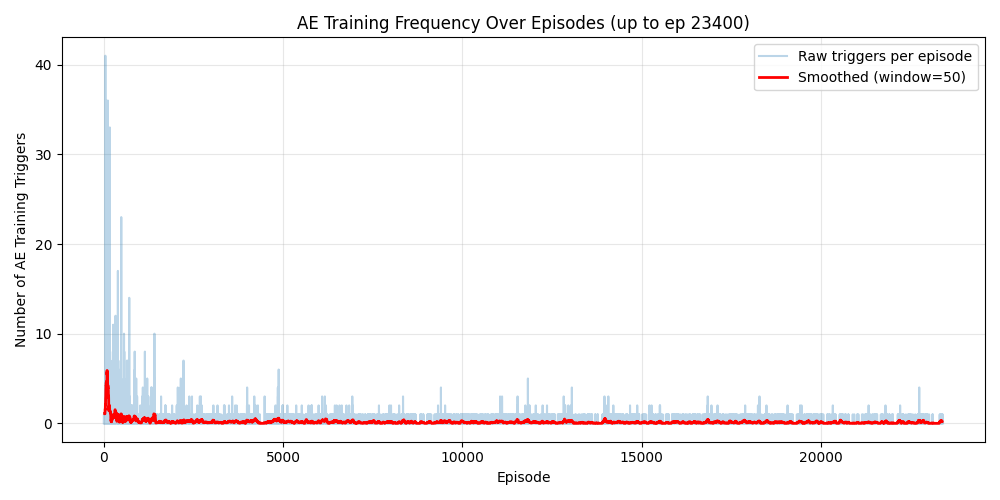 AE Training Frequency Over Episodes (up to ep 23400)
Raw triggers per episode
Smoothed (window=50)
Number of AE Training Triggers
40
30
20
10
0
0 5000 10000 15000 20000
Episode